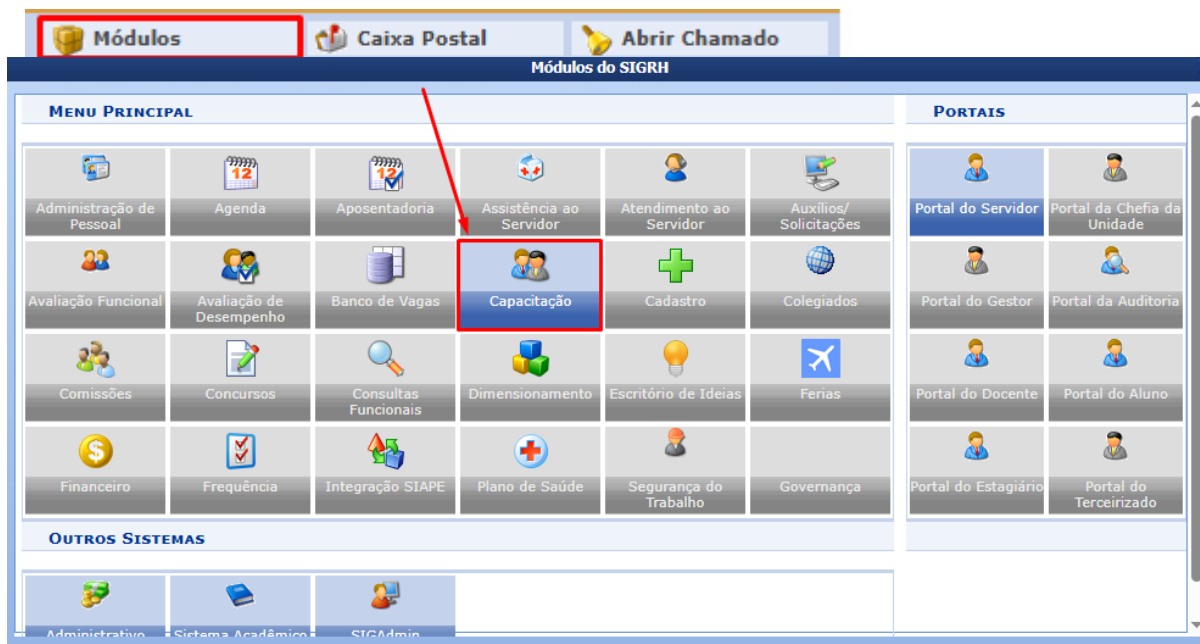 Módulos
Caixa Postal
Abrir Chamado
Módulos do SIGRH
MENU PRINCIPAL
PORTAIS
12
12
Administração de
Pessoal
Agenda
Aposentadoria
Assistência ao
Servidor
Atendimento ao
Servidor
Auxílios/
Solicitações
Portal do Servidor
Portal da Chefia da
Unidade
Avaliação Funcional
Avaliação de
Desempenho
Banco de Vagas
Capacitação
Cadastro
Colegiados
Portal do Gestor
Portal da Auditoria
Comissões
Concursos
Consultas
Funcionais
Dimensionamento
Escritório de Ideias
Ferias
Portal do Docente
Portal do Aluno
Financeiro
Frequência
Integração SIAPE
Plano de Saúde
Segurança do
Trabalho
Governança
Portal do Estagiário
Portal do
Terceirizado
OUTROS SISTEMAS
Administrativo
Sistema Acadêmico
SIGAdmin